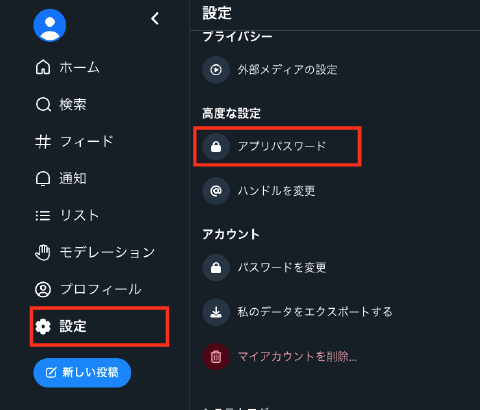 ホーム
検索
フィード
通知
リスト
モデレーション
プロフィール
設定
新しい投稿
設定
プライバシー
外部メディアの設定
高度な設定
アプリパスワード
ハンドルを変更
アカウント
パスワードを変更
私のデータをエクスポートする
マイアカウントを削除…